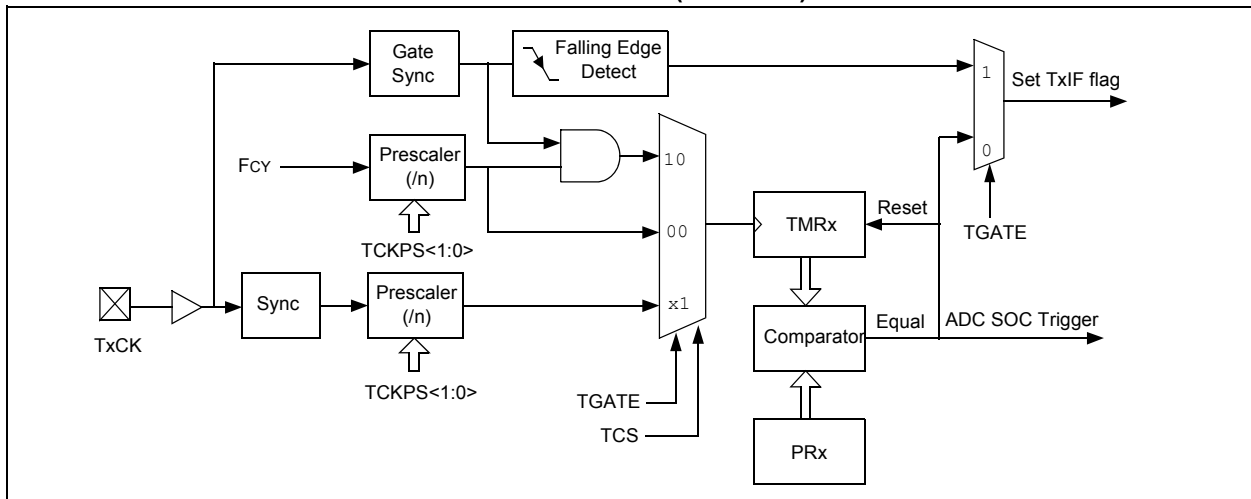 Gate
Sync
Falling Edge
Detect
1
Set TxIF flag
0
FCY
Prescaler
(/n)
10
TCKPS<1:0>
00
TMRx
Reset
TGATE
TxCK
Sync
Prescaler
(/n)
x1
Comparator
Equal
ADC SOC Trigger
TCKPS<1:0>
TGATE
TCS
PRx